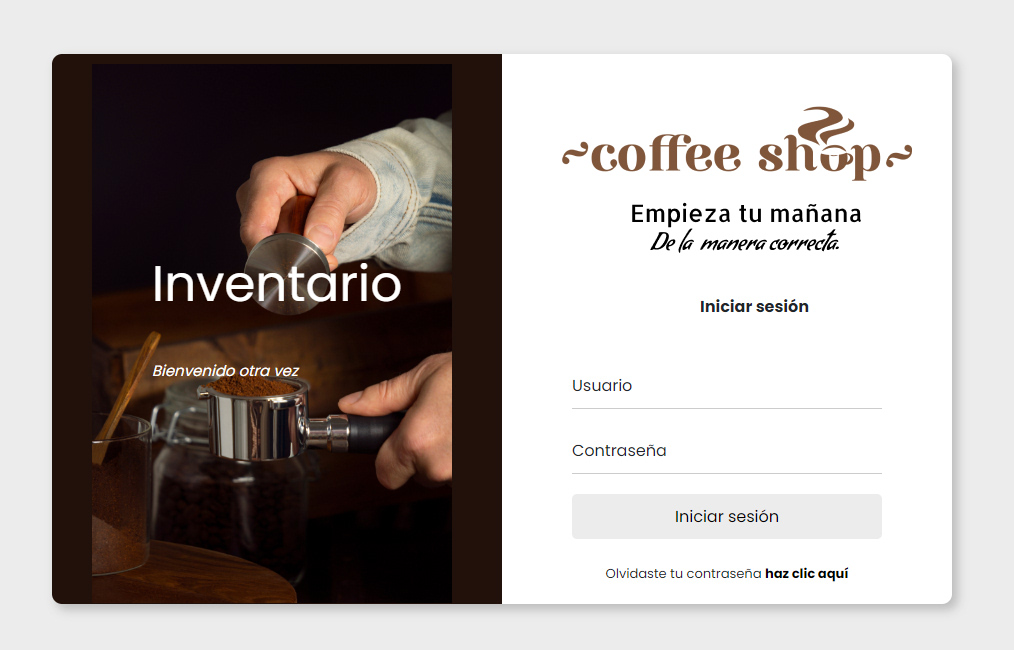 Inventario
Bienvenido otra vez
~coffee shop~
Empieza tu mañana
De la manera correcta.
Iniciar sesión
Usuario
Contraseña
Iniciar sesión
Olvidaste tu contraseña haz clic aquí